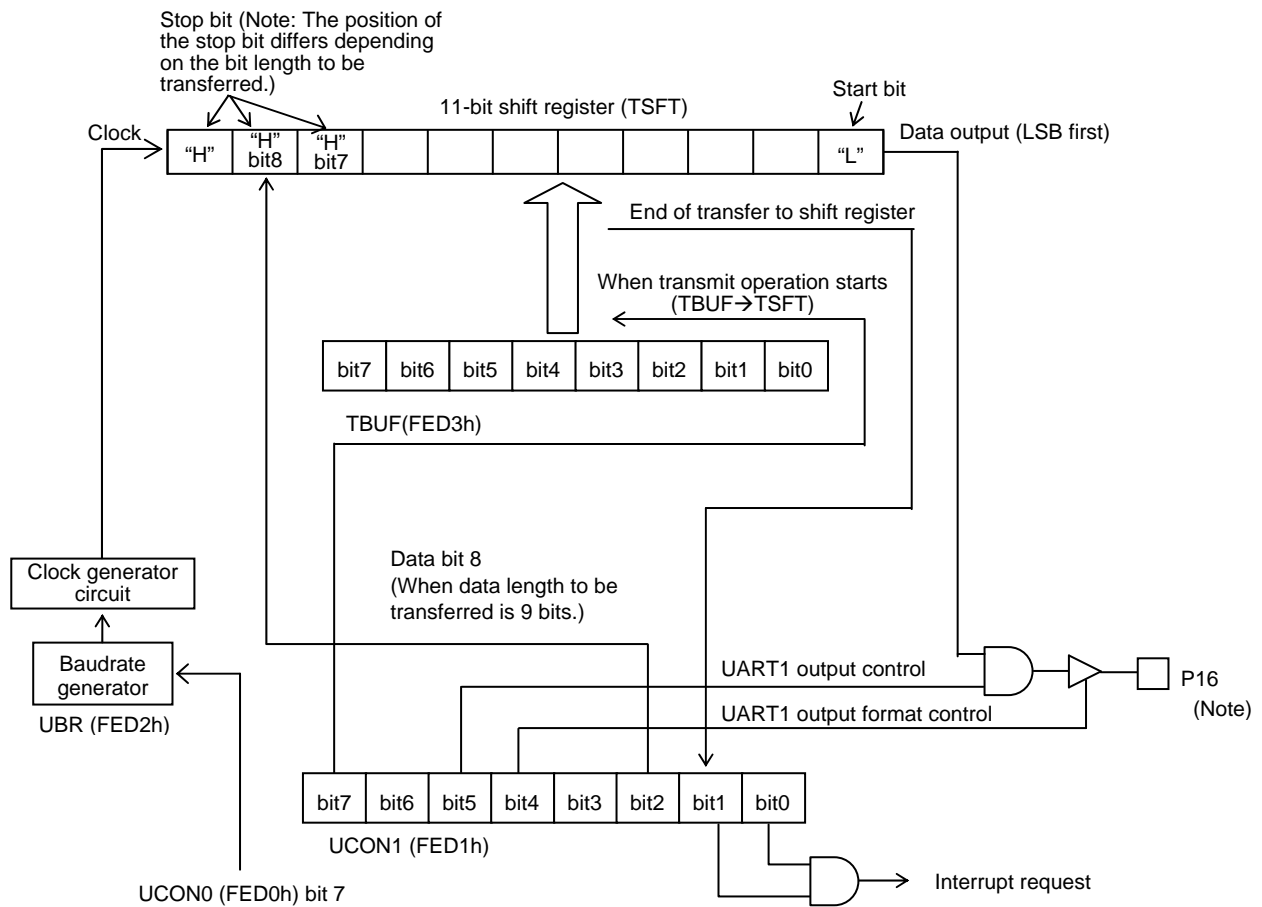 Stop bit (Note: The position of
the stop bit differs depending
on the bit length to be
transferred.)
11-bit shift register (TSFT)
Start bit
Clock
Data output (LSB first)
“H”
“H”
bit8
“H”
bit7
“L”
End of transfer to shift register
When transmit operation starts
(TBUF→TSFT)
bit7 bit6 bit5 bit4 bit3 bit2 bit1 bit0
TBUF(FED3h)
Data bit 8
(When data length to be
transferred is 9 bits.)
Clock generator
circuit
Baudrate
generator
UBR (FED2h)
UART1 output control
UART1 output format control
P16
(Note)
bit7 bit6 bit5 bit4 bit3 bit2 bit1 bit0
UCON1 (FED1h)
UCON0 (FED0h) bit 7
Interrupt request